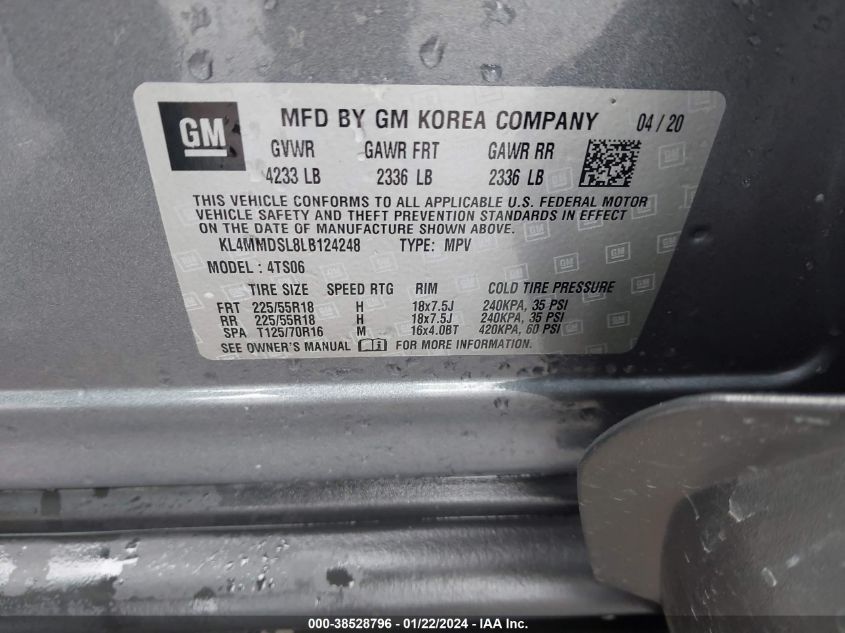 GM MFD BY GM KOREA COMPANY 04/20
GVWR GAWR FRT GAWR RR
4233 LB 2336 LB 2336 LB
THIS VEHICLE CONFORMS TO ALL APPLICABLE U.S. FEDERAL MOTOR
VEHICLE SAFETY AND THEFT PREVENTION STANDARDS IN EFFECT
ON THE DATE OF MANUFACTURE SHOWN ABOVE.
KL4MMDSL8LB124248 TYPE: MPV
MODEL : 4TS06
TIRE SIZE SPEED RTG RIM COLD TIRE PRESSURE
FRT 225/55R18 H 18x7.5J 240KPA, 35 PSI
RR 225/55R18 H 18x7.5J 240KPA, 35 PSI
SPA T125/70R16 M 16x4.0BT 420KPA, 60 PSI
SEE OWNER'S MANUAL FOR MORE INFORMATION.
000-38528796 - 01/22/2024 - IAA Inc.